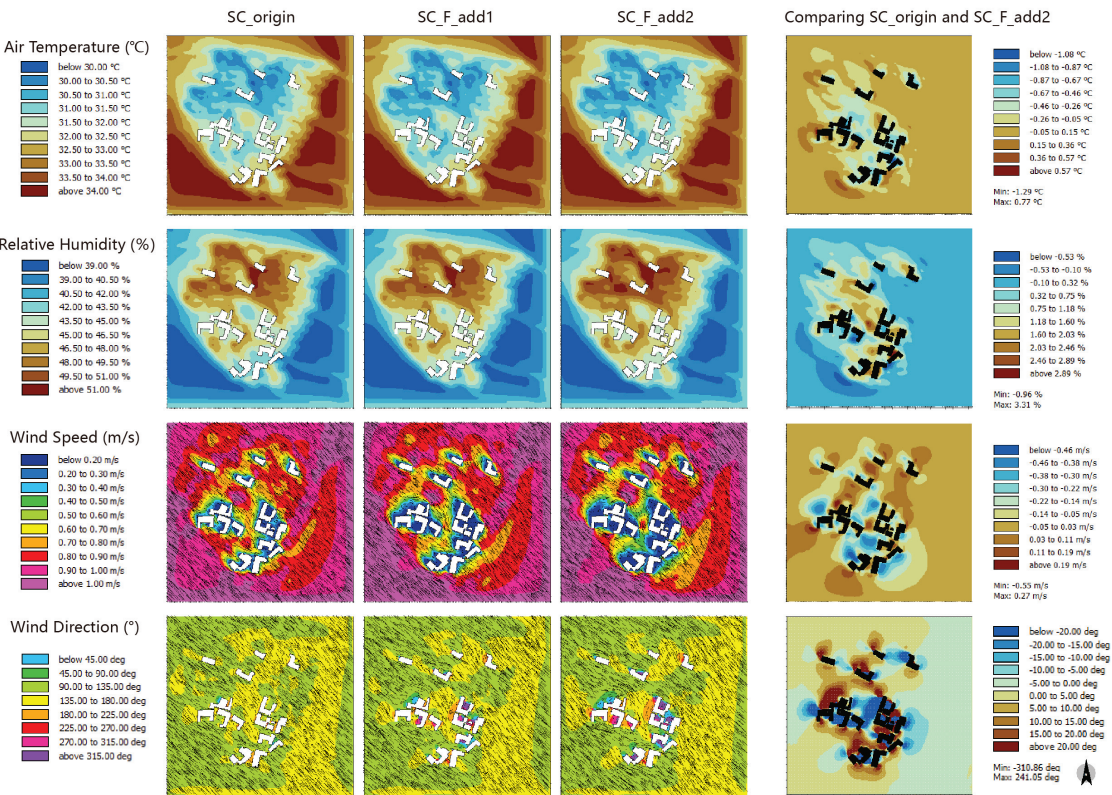 SC_origin
SC_F_add1
SC_F_add2
Comparing SC_origin and SC_F_add2
Air Temperature (℃)
below 30.00 °C
30.00 to 30.50 °C
30.50 to 31.00 °C
31.00 to 31.50 °C
31.50 to 32.00 °C
32.00 to 32.50 °C
32.50 to 33.00 °C
33.00 to 33.50 °C
33.50 to 34.00 °C
above 34.00 °C
below -1.08 °C
-1.08 to -0.87 °C
-0.87 to -0.67 °C
-0.67 to -0.46 °C
-0.46 to -0.26 °C
-0.26 to -0.05 °C
-0.05 to 0.15 °C
0.15 to 0.36 °C
0.36 to 0.57 °C
above 0.57 °C
Min: -1.29 °C
Max: 0.77 °C
Relative Humidity (%)
below 39.00 %
39.00 to 40.50 %
40.50 to 42.00 %
42.00 to 43.50 %
43.50 to 45.00 %
45.00 to 46.50 %
46.50 to 48.00 %
48.00 to 49.50 %
49.50 to 51.00 %
above 51.00 %
below -0.53 %
-0.53 to -0.10 %
-0.10 to 0.32 %
0.32 to 0.75 %
0.75 to 1.18 %
1.18 to 1.60 %
1.60 to 2.03 %
2.03 to 2.46 %
2.46 to 2.89 %
above 2.89 %
Min: -0.96 %
Max: 3.31 %
Wind Speed (m/s)
below 0.20 m/s
0.20 to 0.30 m/s
0.30 to 0.40 m/s
0.40 to 0.50 m/s
0.50 to 0.60 m/s
0.60 to 0.70 m/s
0.70 to 0.80 m/s
0.80 to 0.90 m/s
0.90 to 1.00 m/s
above 1.00 m/s
below -0.46 m/s
-0.46 to -0.38 m/s
-0.38 to -0.30 m/s
-0.30 to -0.22 m/s
-0.22 to -0.14 m/s
-0.14 to -0.05 m/s
-0.05 to 0.03 m/s
0.03 to 0.11 m/s
0.11 to 0.19 m/s
above 0.19 m/s
Min: -0.55 m/s
Max: 0.27 m/s
Wind Direction (°)
below 45.00 deg
45.00 to 90.00 deg
90.00 to 135.00 deg
135.00 to 180.00 deg
180.00 to 225.00 deg
225.00 to 270.00 deg
270.00 to 315.00 deg
above 315.00 deg
below -20.00 deg
-20.00 to -15.00 deg
-15.00 to -10.00 deg
-10.00 to -5.00 deg
-5.00 to 0.00 deg
0.00 to 5.00 deg
5.00 to 10.00 deg
10.00 to 15.00 deg
15.00 to 20.00 deg
above 20.00 deg
Min: -310.86 deg
Max: 241.05 deg